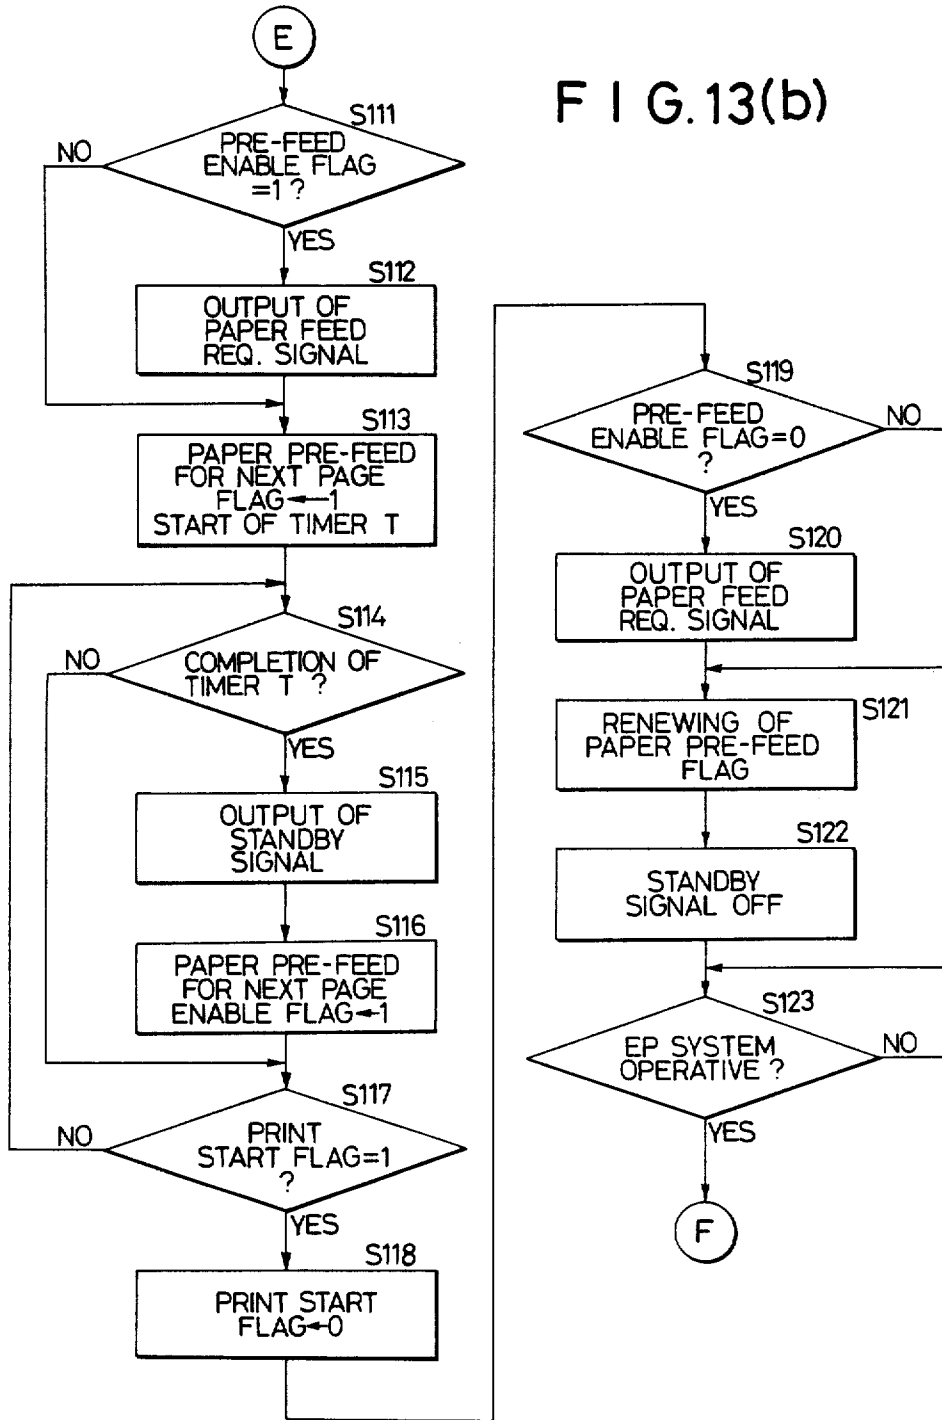 E
F I G.13(b)
S111
PRE-FEED
ENABLE FLAG
=1 ?
NO
YES
S112
OUTPUT OF
PAPER FEED
REQ. SIGNAL
S113
PAPER PRE-FEED
FOR NEXT PAGE
FLAG←1
START OF TIMER T
S114
COMPLETION OF
TIMER T ?
NO
YES
S115
OUTPUT OF
STANDBY
SIGNAL
S116
PAPER PRE-FEED
FOR NEXT PAGE
ENABLE FLAG←1
S117
PRINT
START FLAG=1
?
NO
YES
S118
PRINT START
FLAG←0
S119
PRE-FEED
ENABLE FLAG=0
?
NO
YES
S120
OUTPUT OF
PAPER FEED
REQ. SIGNAL
S121
RENEWING OF
PAPER PRE-FEED
FLAG
S122
STANDBY
SIGNAL OFF
S123
EP SYSTEM
OPERATIVE ?
NO
YES
F